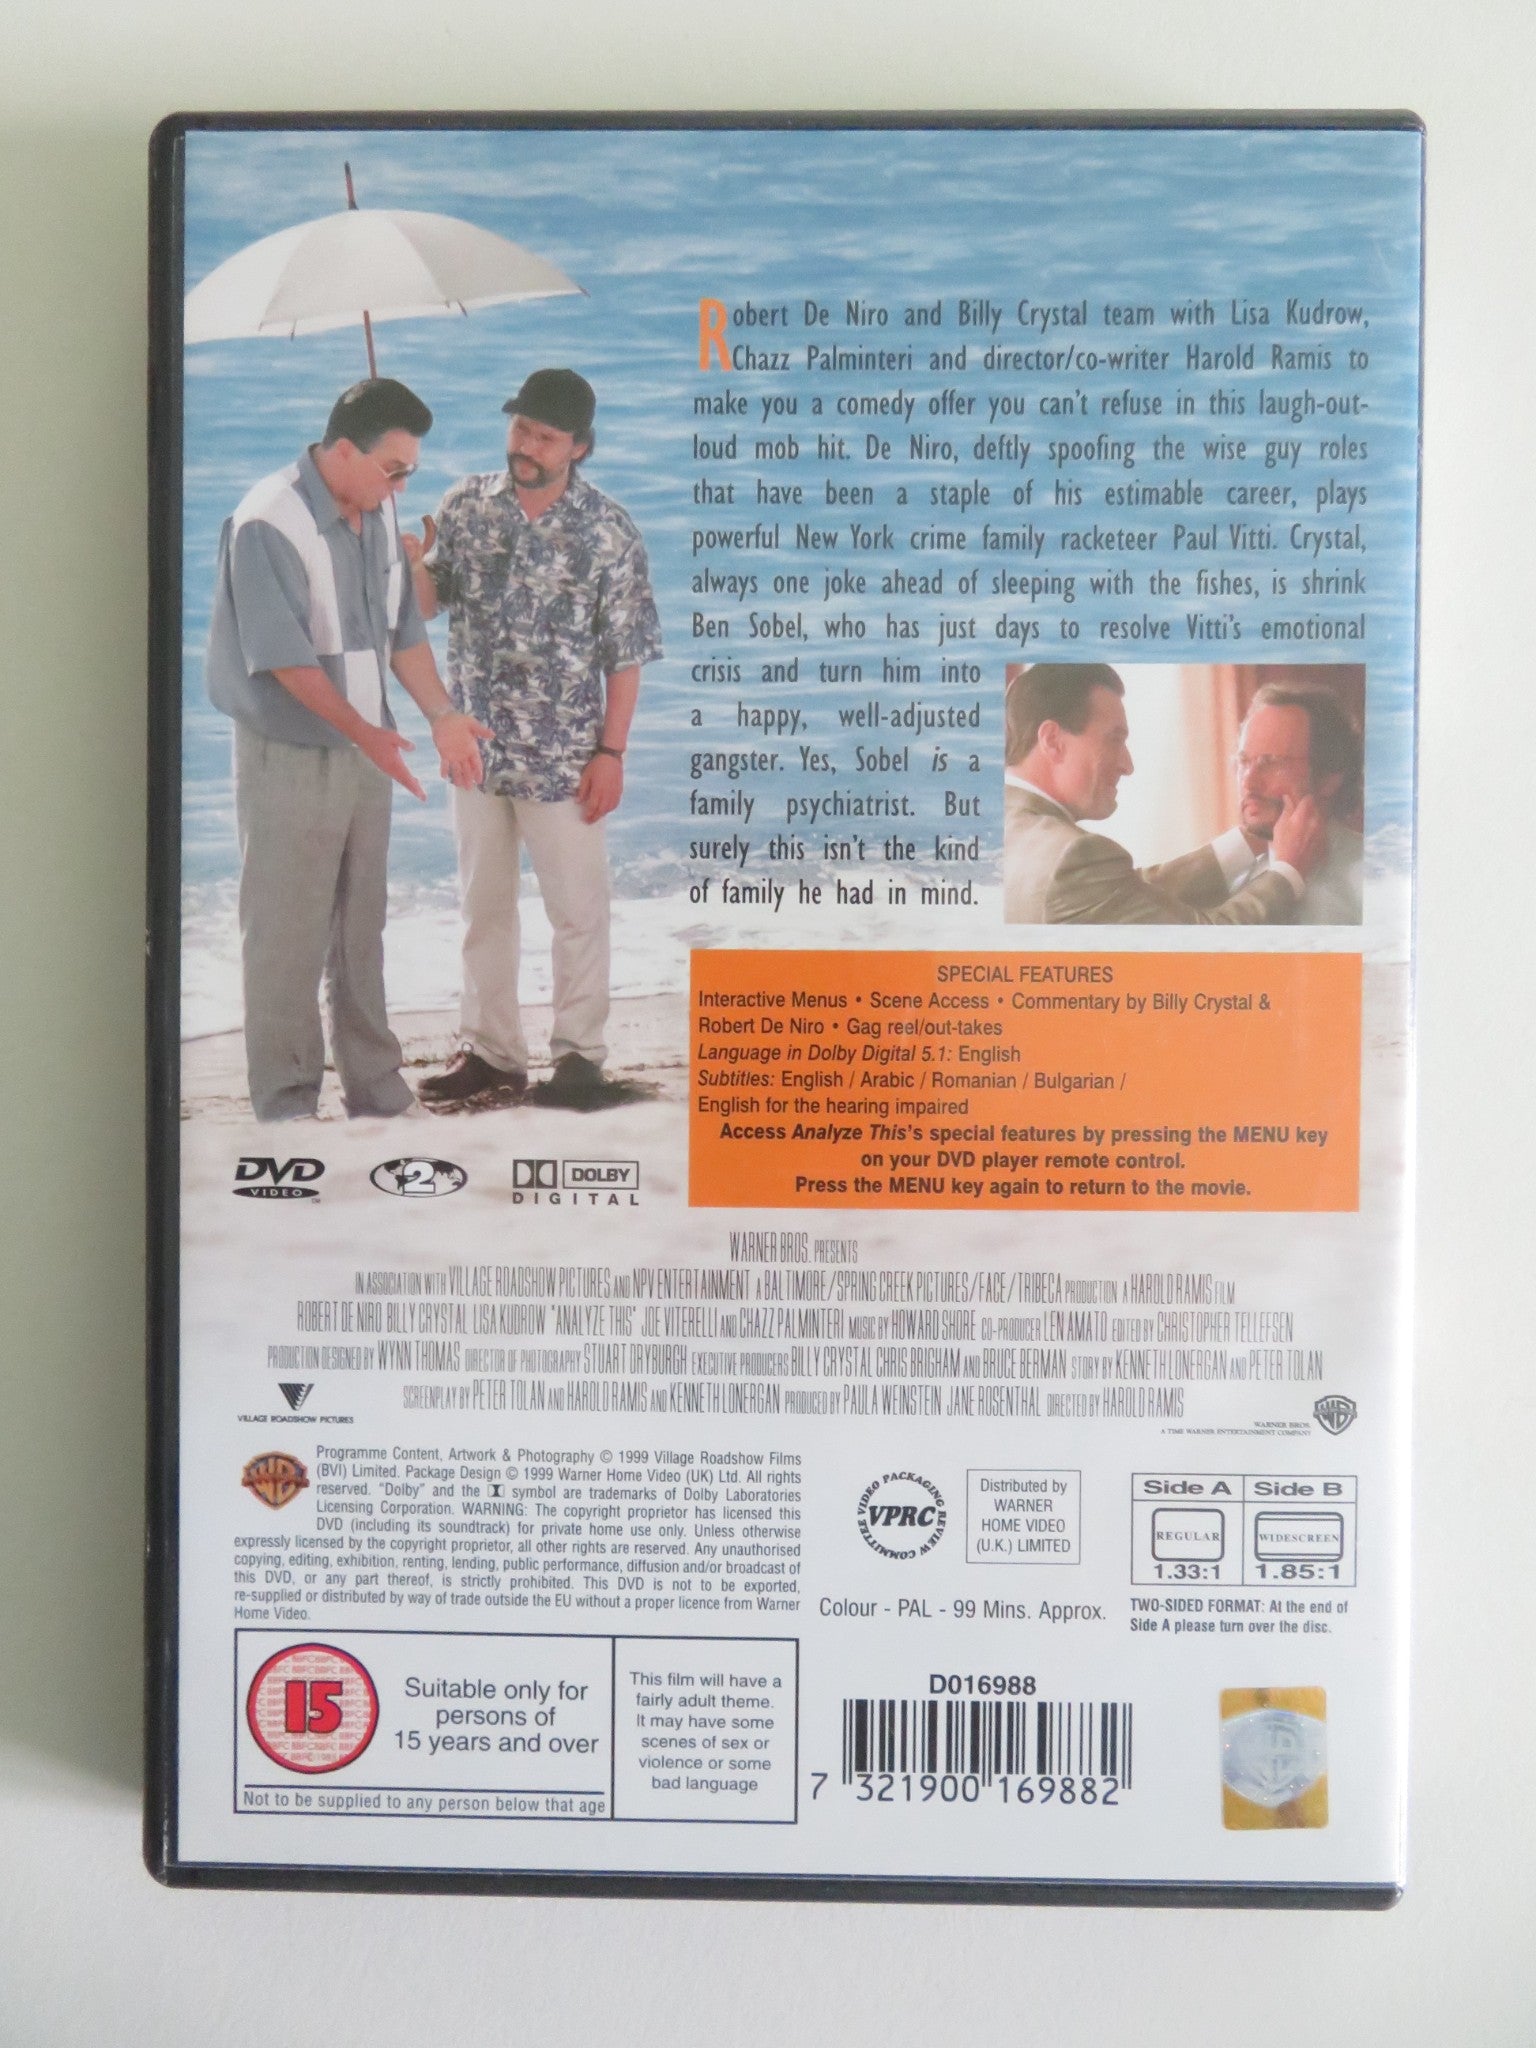 Robert De Niro and Billy Crystal team with Lisa Kudrow,
Chazz Palminteri and director/co-writer Harold Ramis to
make you a comedy offer you can't refuse in this laugh-out-
loud mob hit. De Niro, deftly spoofing the wise guy roles
that have been a staple of his estimable career, plays
powerful New York crime family racketeer Paul Vitti. Crystal,
always one joke ahead of sleeping with the fishes, is shrink
Ben Sobel, who has just days to resolve Vitti's emotional
crisis and turn him into
a happy, well-adjusted
gangster. Yes, Sobel is a
family psychiatrist. But
surely this isn't the kind
of family he had in mind.
SPECIAL FEATURES
Interactive Menus • Scene Access • Commentary by Billy Crystal &
Robert De Niro • Gag reel/out-takes
Language in Dolby Digital 5.1: English
Subtitles: English / Arabic / Romanian / Bulgarian /
English for the hearing impaired
Access Analyze This's special features by pressing the MENU key
on your DVD player remote control.
Press the MENU key again to return to the movie.
DVD
VIDEO
2
DOLBY
DIGITAL
WARNER BROS. PRESENTS
IN ASSOCIATION WITH VILLAGE ROADSHOW PICTURES AND NPV ENTERTAINMENT A BALTIMORE/SPRING CREEK PICTURES/FACE/TRIBECA PRODUCTION A HAROLD RAMIS FILM
ROBERT DE NIRO BILLY CRYSTAL LISA KUDROW "ANALYZE THIS" JOE VITERELLI AND CHAZZ PALMINTERI MUSIC BY HOWARD SHORE CO-PRODUCER LEN AMATO EDITED BY CHRISTOPHER TELLEFSEN
PRODUCTION DESIGNED BY WYNN THOMAS DIRECTOR OF PHOTOGRAPHY STUART DRYBURGH EXECUTIVE PRODUCERS BILLY CRYSTAL CHRIS BRIGHAM AND BRUCE BERMAN STORY BY KENNETH LONERGAN AND PETER TOLAN
SCREENPLAY BY PETER TOLAN AND HAROLD RAMIS AND KENNETH LONERGAN PRODUCED BY PAULA WEINSTEIN JANE ROSENTHAL DIRECTED BY HAROLD RAMIS
VILLAGE ROADSHOW PICTURES
WARNER BROS.
A TIME WARNER ENTERTAINMENT COMPANY
Programme Content, Artwork & Photography © 1999 Village Roadshow Films
(BVI) Limited. Package Design © 1999 Warner Home Video (UK) Ltd. All rights
reserved. "Dolby" and the symbol are trademarks of Dolby Laboratories
Licensing Corporation. WARNING: The copyright proprietor has licensed this
DVD (including its soundtrack) for private home use only. Unless otherwise
expressly licensed by the copyright proprietor, all other rights are reserved. Any unauthorised
copying, editing, exhibition, renting, lending, public performance, diffusion and/or broadcast of
this DVD, or any part thereof, is strictly prohibited. This DVD is not to be exported,
re-supplied or distributed by way of trade outside the EU without a proper licence from Warner
Home Video.
VIDEO PACKAGING REVIEW COMMITTEE
VPRC
Distributed by
WARNER
HOME VIDEO
(U.K.) LIMITED
Side A Side B
REGULAR WIDESCREEN
1.33:1 1.85:1
Colour - PAL - 99 Mins. Approx.
TWO-SIDED FORMAT: At the end of
Side A please turn over the disc.
15
Suitable only for
persons of
15 years and over
Not to be supplied to any person below that age
This film will have a
fairly adult theme.
It may have some
scenes of sex or
violence or some
bad language
D016988
7 321900 169882